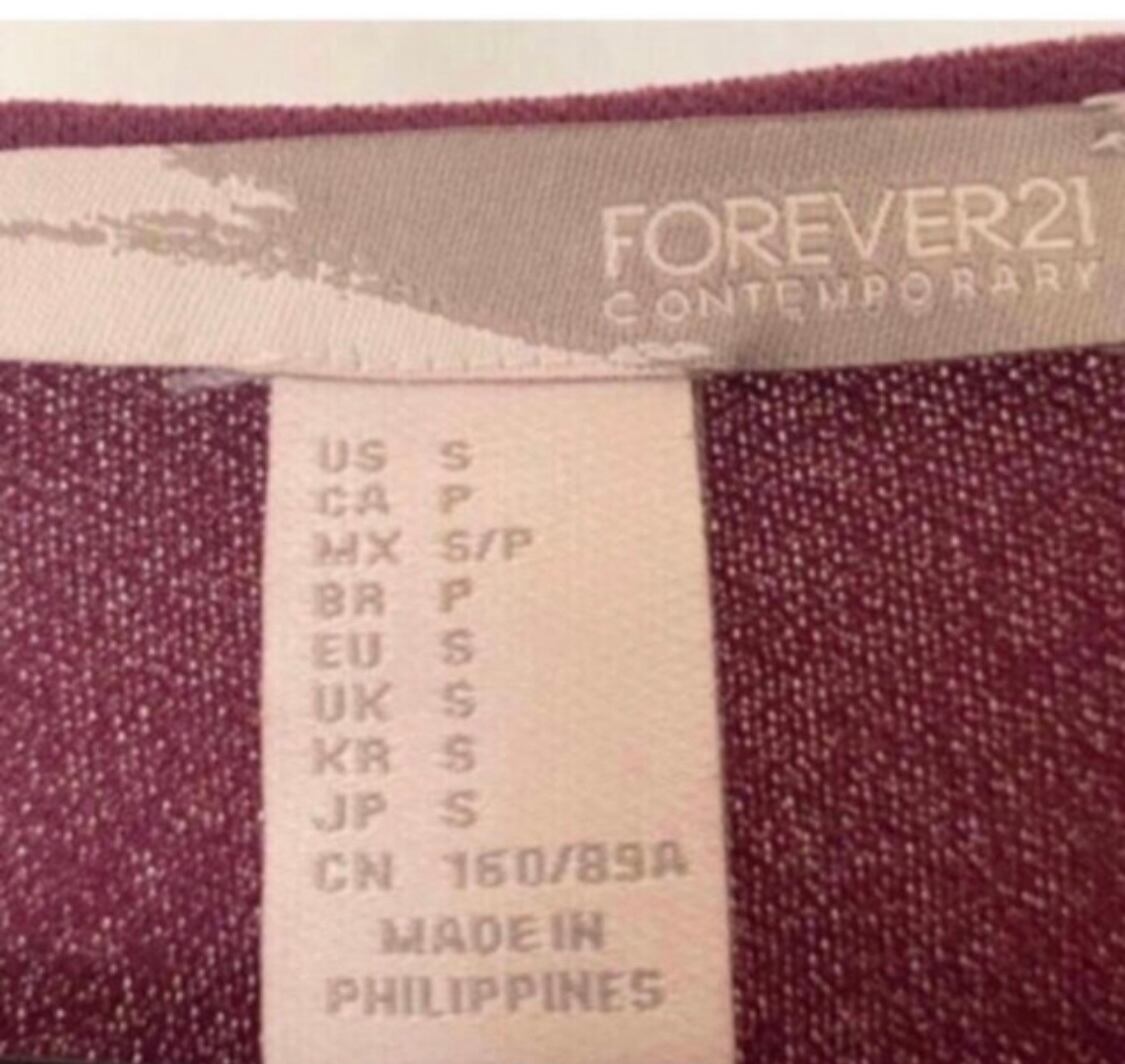 FOREVER21
CONTEMPORARY
US S
CA P
MX S/P
BR P
EU S
UK S
KR S
JP S
CN 160/89A
MADE IN
PHILIPPINES